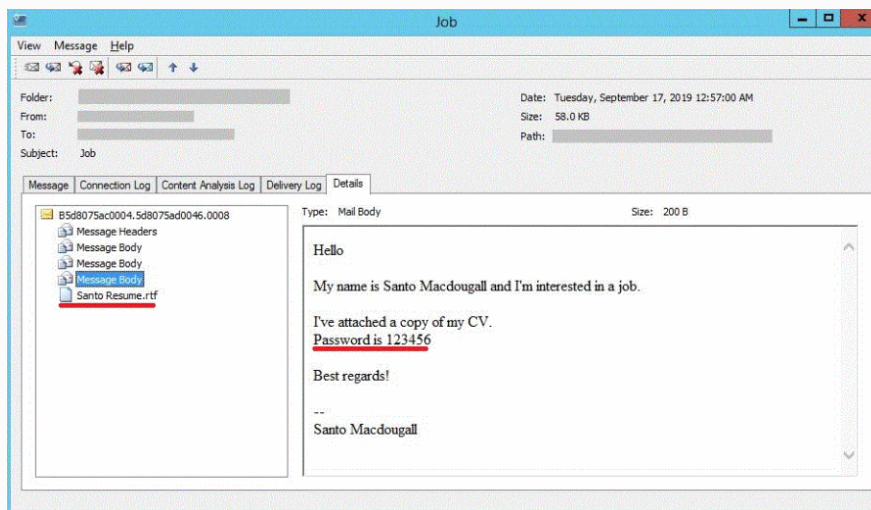 Job
View Message Help
Folder:
From:
To:
Subject: Job
Date: Tuesday, September 17, 2019 12:57:00 AM
Size: 58.0 KB
Path:
Message Connection Log Content Analysis Log Delivery Log Details
B5d8075ac0004.5d8075ad0046.0008
Message Headers
Message Body
Message Body
Message Body
Santo Resume.rtf
Type: Mail Body Size: 200 B
Hello
My name is Santo Macdougall and I'm interested in a job.
I've attached a copy of my CV.
Password is 123456
Best regards!
--
Santo Macdougall